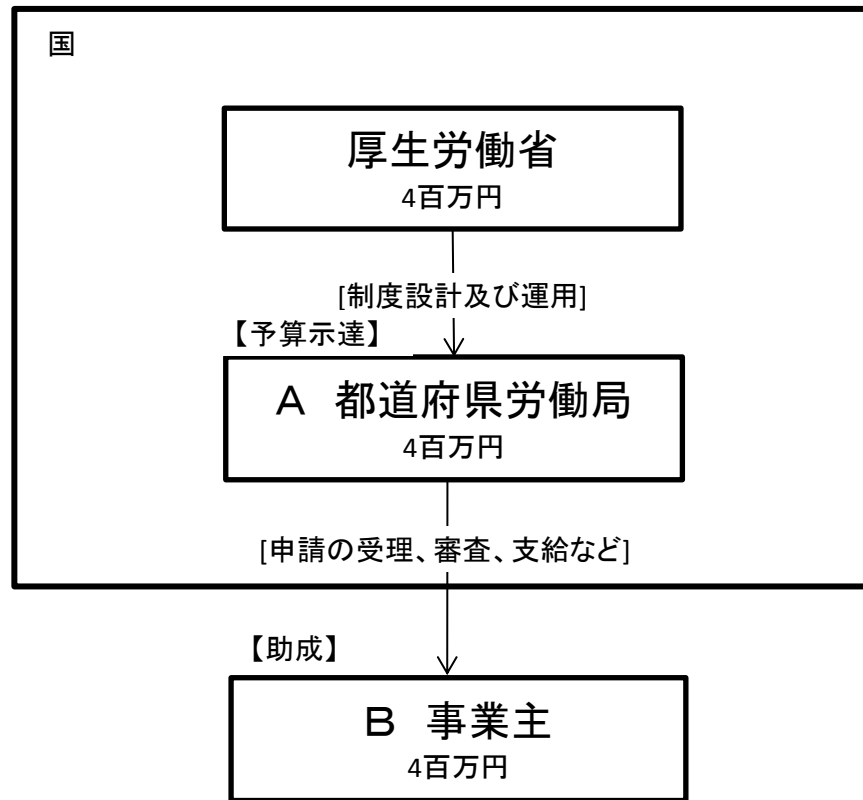 国
厚生労働省
4百万円
[制度設計及び運用]
【予算示達】
A　都道府県労働局
4百万円
[申請の受理、審査、支給など]
【助成】
B　事業主
4百万円